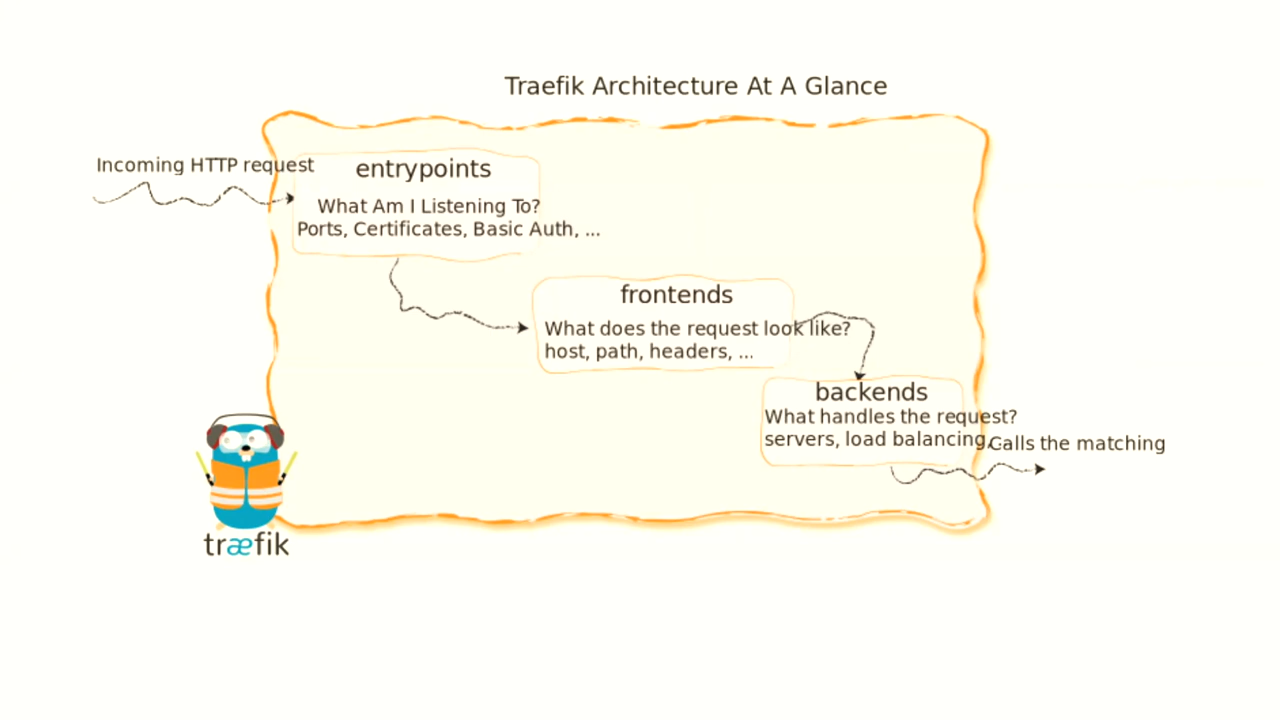 Traefik Architecture At A Glance
Incoming HTTP request
entrypoints
What Am I Listening To?
Ports, Certificates, Basic Auth, ...
frontends
What does the request look like?
host, path, headers, ...
backends
What handles the request?
servers, load balancing,
Calls the matching
træfik